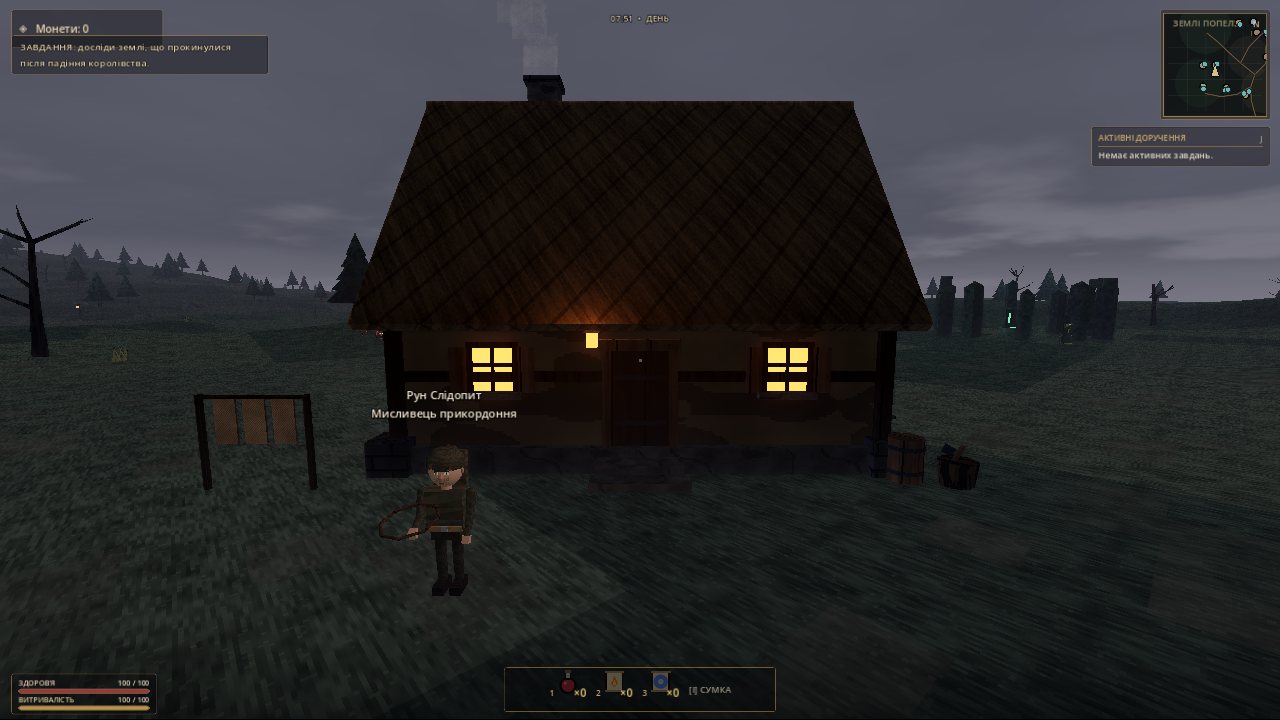 Монети: 0
ЗАВДАННЯ: досліди землі, що прокинулися
після падіння королівства.
07:51 • ДЕНЬ
ЗЕМЛІ ПОПЕЛ
N
АКТИВНІ ДОРУЧЕННЯ J
Немає активних завдань.
Рун Слідопит
Мисливець прикордоння
ЗДОРОВ'Я 100 / 100
ВИТРИВАЛІСТЬ 100 / 100
1 ×0 2 ×0 3 ×0 [I] СУМКА